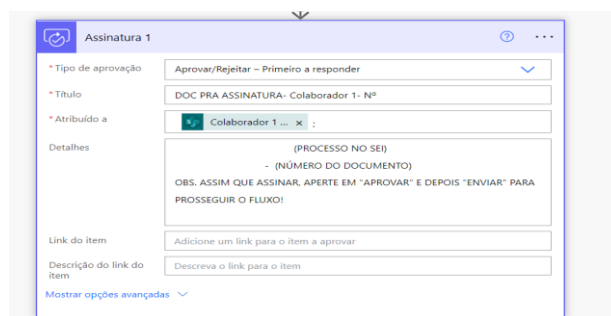 Assinatura 1
* Tipo de aprovação
Aprovar/Rejeitar – Primeiro a responder
* Título
DOC PRA ASSINATURA- Colaborador 1- Nº
* Atribuído a
Colaborador 1 ... x ;
Detalhes
(PROCESSO NO SEI)
- (NÚMERO DO DOCUMENTO)
OBS. ASSIM QUE ASSINAR, APERTE EM "APROVAR" E DEPOIS "ENVIAR" PARA
PROSSEGUIR O FLUXO!
Link do item
Adicione um link para o item a aprovar
Descrição do link do
item
Descreva o link para o item
Mostrar opções avançadas